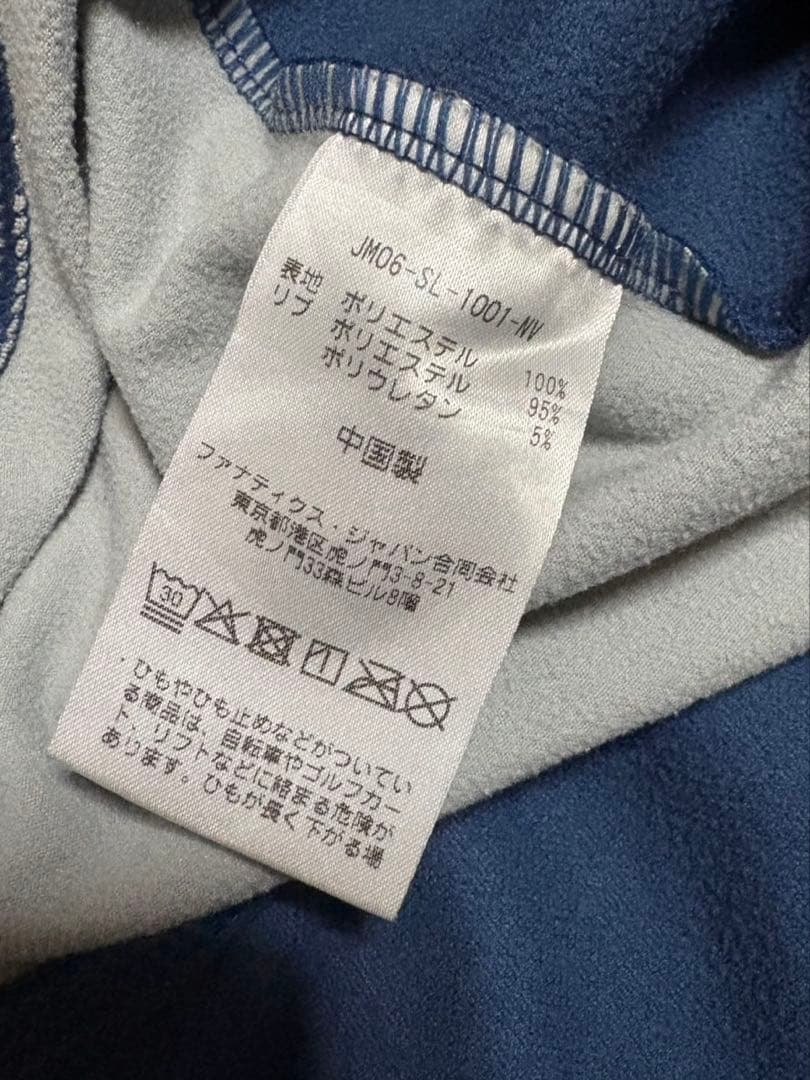 JM06-SL-1001-NV
表地 ポリエステル 100%
リブ ポリエステル 95%
ポリウレタン 5%
中国製
ファナティクス・ジャパン合同会社
東京都港区虎ノ門3-8-21
虎ノ門33森ビル8階
30
・ひもやひも止めなどがついてい
る商品は、自転車やゴルフカー
ト、リフトなどに絡まる危険が
あります。ひもが長く下がる場